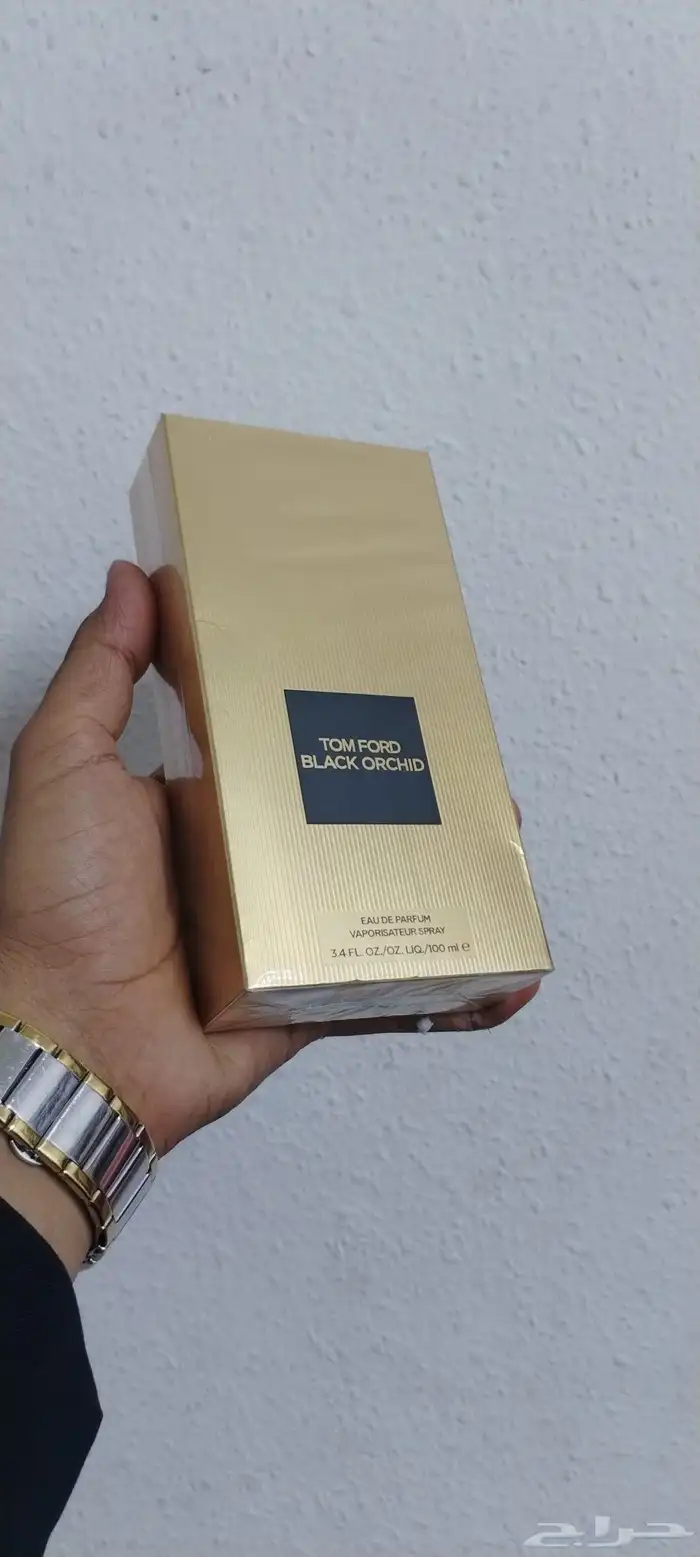 TOM FORD
BLACK ORCHID
EAU DE PARFUM
VAPORISATEUR SPRAY
3.4 FL. OZ./OZ. LIQ./100 ml ℮
حراج